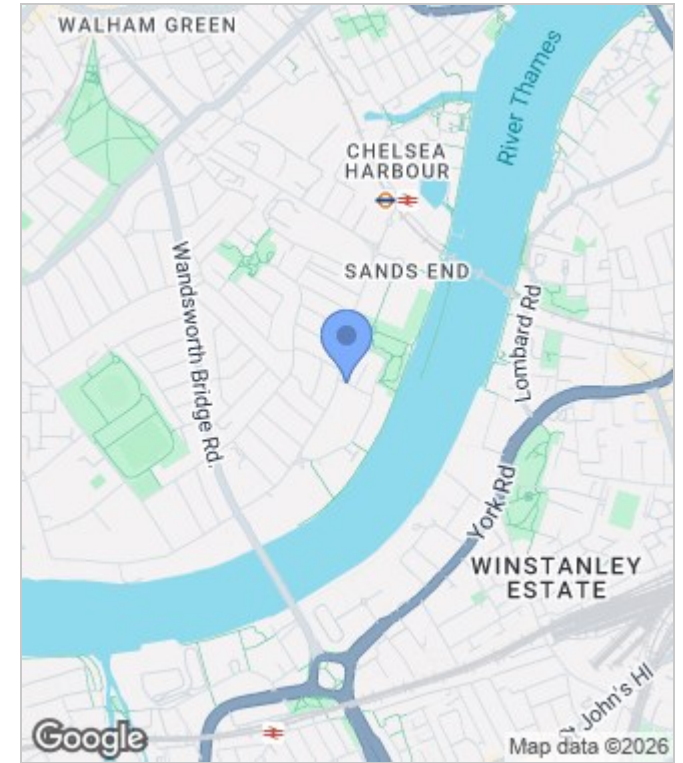 WALHAM GREEN
River Thames
CHELSEA
HARBOUR
SANDS END
Wandsworth Bridge Rd.
Lombard Rd
York Rd
WINSTANLEY
ESTATE
St John's Hl
Google
Map data ©2026